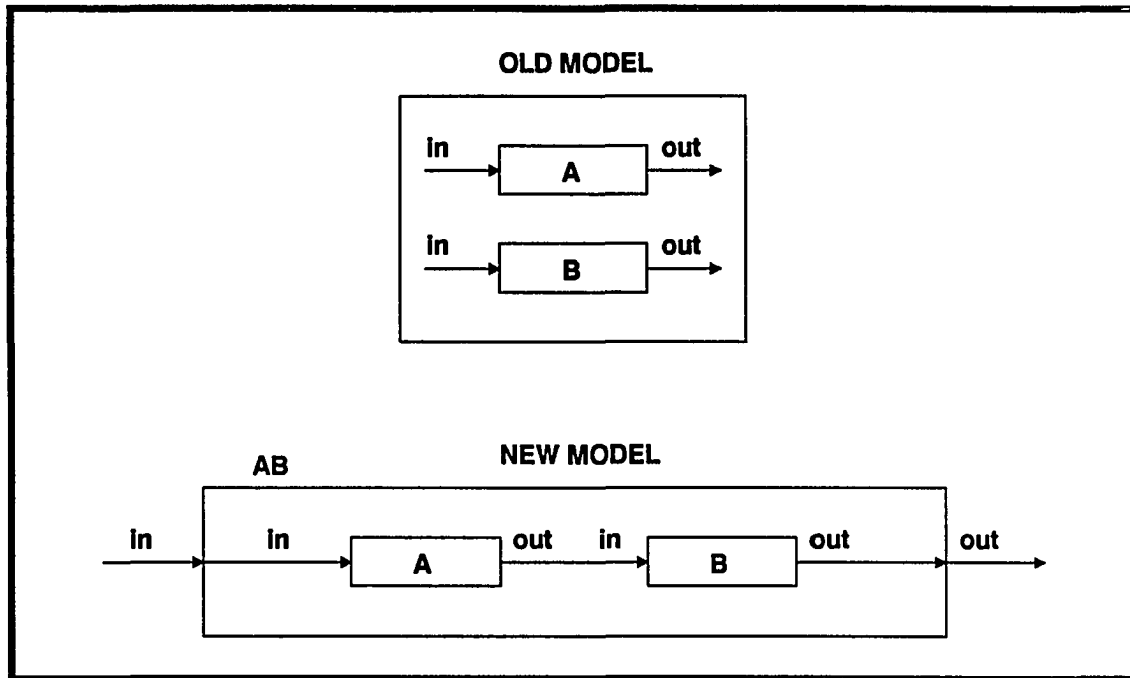 OLD MODEL
in A out
in B out
NEW MODEL
AB
in in A out in B out out